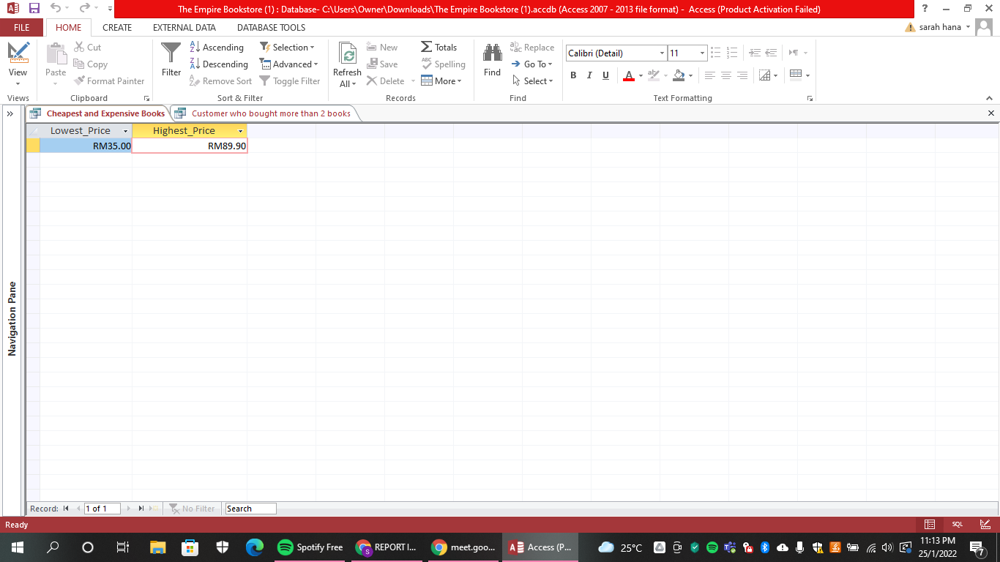 The Empire Bookstore (1) : Database- C:\Users\Owner\Downloads\The Empire Bookstore (1).accdb (Access 2007 - 2013 file format) - Access (Product Activation Failed)
?
FILE HOME CREATE EXTERNAL DATA DATABASE TOOLS sarah hana
View
Views
Paste
Cut
Copy
Format Painter
Clipboard
Filter
Ascending
Descending
Remove Sort
Selection
Advanced
Toggle Filter
Sort & Filter
Refresh
All
New
Save
Delete
Totals
Spelling
More
Records
Find
Replace
Go To
Select
Find
Calibri (Detail) 11
B I U A
Text Formatting
Cheapest and Expensive Books
Customer who bought more than 2 books
Lowest_Price Highest_Price
RM35.00 RM89.90
Navigation Pane
Record: 1 of 1 No Filter Search
Ready SQL
Spotify Free
REPORT I...
meet.goo...
Access (P...
25°C
11:13 PM
25/1/2022
7